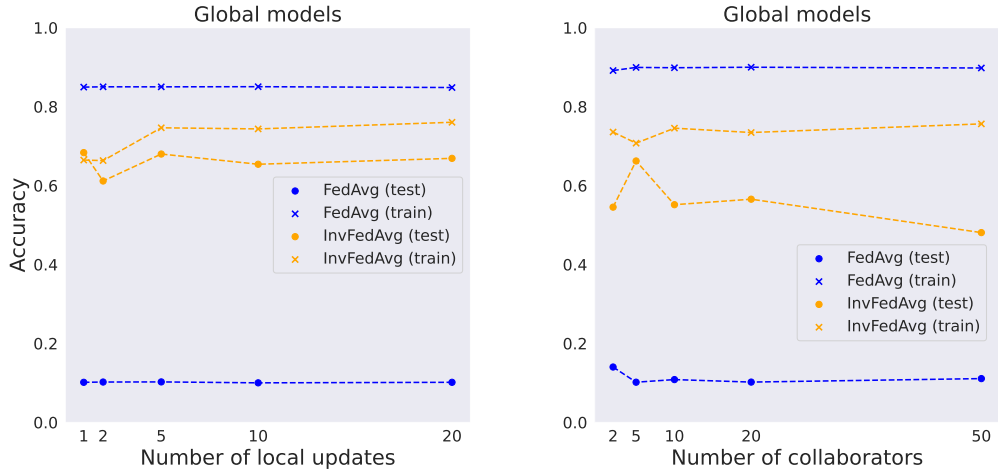 Global models
Accuracy
1.0
0.8
0.6
0.4
0.2
0.0
FedAvg (test)
FedAvg (train)
InvFedAvg (test)
InvFedAvg (train)
1 2 5 10 20
Number of local updates
Global models
1.0
0.8
0.6
0.4
0.2
0.0
FedAvg (test)
FedAvg (train)
InvFedAvg (test)
InvFedAvg (train)
2 5 10 20 50
Number of collaborators